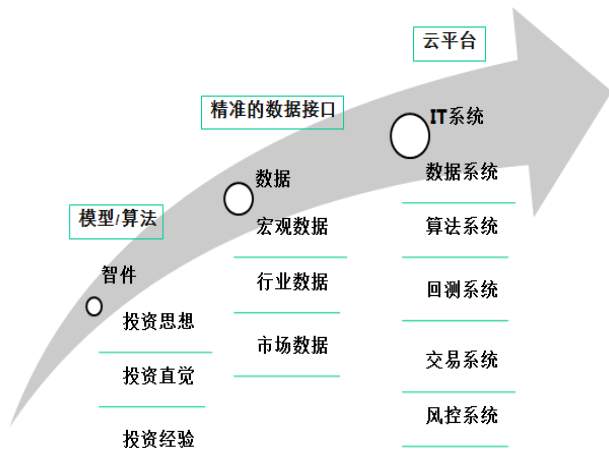 模型/算法
智件
投资思想
投资直觉
投资经验
精准的数据接口
数据
宏观数据
行业数据
市场数据
云平台
IT系统
数据系统
算法系统
回测系统
交易系统
风控系统